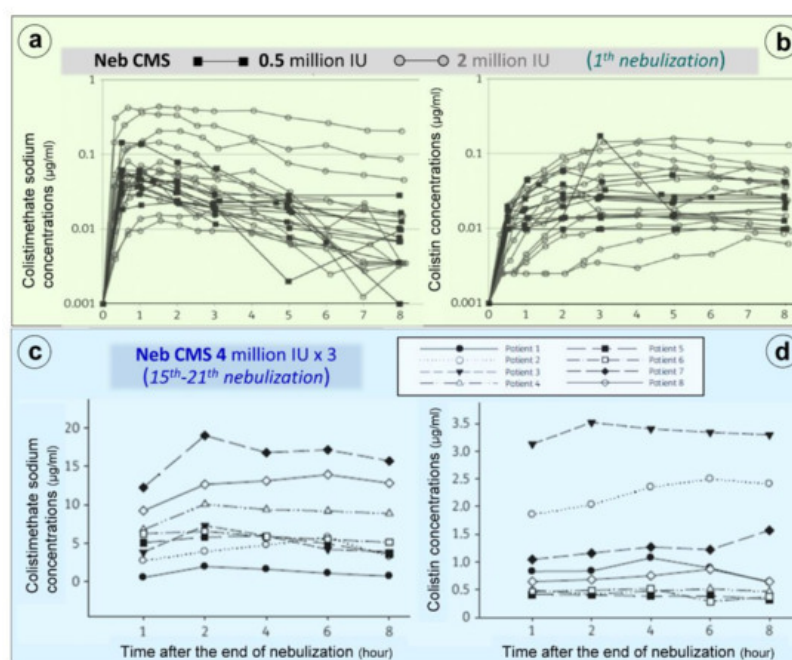 a
b
Neb CMS 0.5 million IU 2 million IU (1th nebulization)
Colistimethate sodium
concentrations (µg/ml)
1
0.1
0.01
0.001
0 1 2 3 4 5 6 7 8
Colistin concentrations (µg/ml)
1
0.1
0.01
0.001
0 1 2 3 4 5 6 7 8
c
Neb CMS 4 million IU x 3
(15th-21th nebulization)
d
Patient 1
Patient 2
Patient 3
Patient 4
Patient 5
Patient 6
Patient 7
Patient 8
Colistimethate sodium
concentrations (µg/ml)
20
15
10
5
0
1 2 4 6 8
Time after the end of nebulization (hour)
Colistin concentrations (µg/ml)
3.5
3.0
2.5
2.0
1.5
1.0
0.5
0
1 2 4 6 8
Time after the end of nebulization (hour)